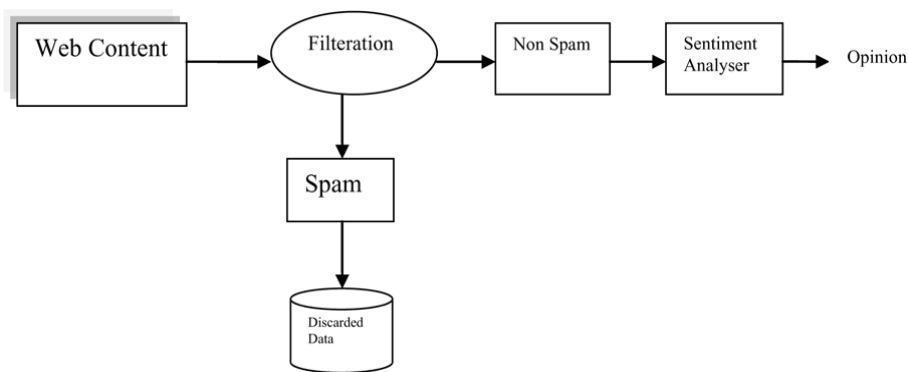 Web Content
Filteration
Non Spam
Sentiment
Analyser
Opinion
Spam
Discarded
Data